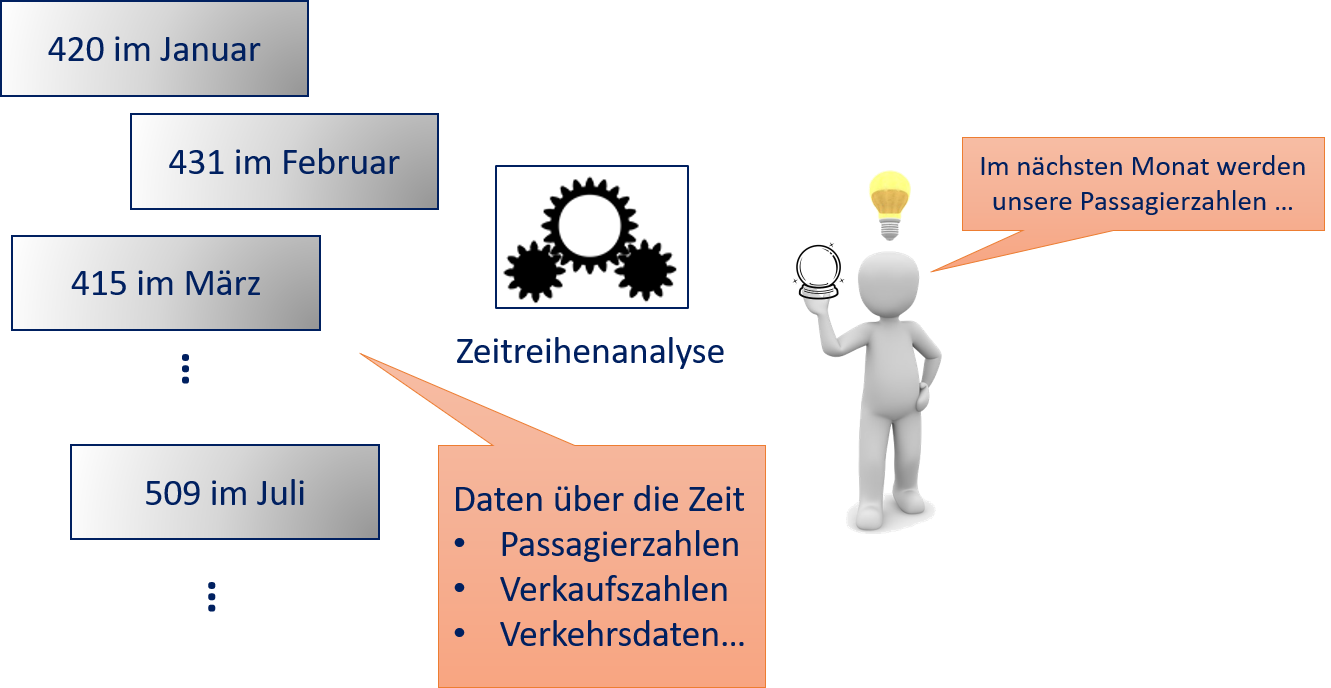 420 im Januar
431 im Februar
415 im März
509 im Juli
Zeitreihenanalyse
Daten über die Zeit
• Passagierzahlen
• Verkaufszahlen
• Verkehrsdaten...
Im nächsten Monat werden
unsere Passagierzahlen ...